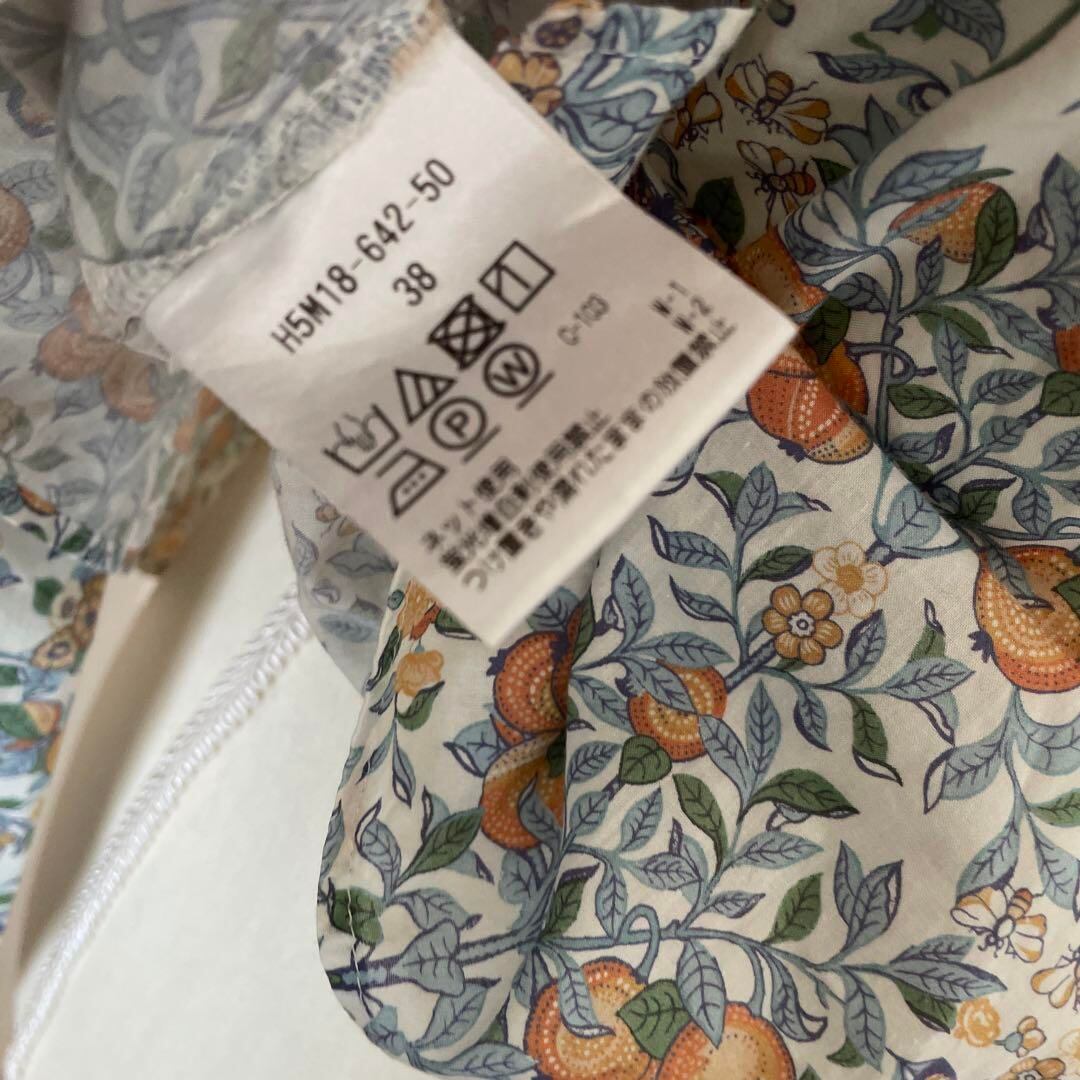 H5M18-642-50
38
P W
C-103
ネット使用
蛍光増白剤使用禁止
つけ置きや濡れたままの放置禁止
W-1
W-2